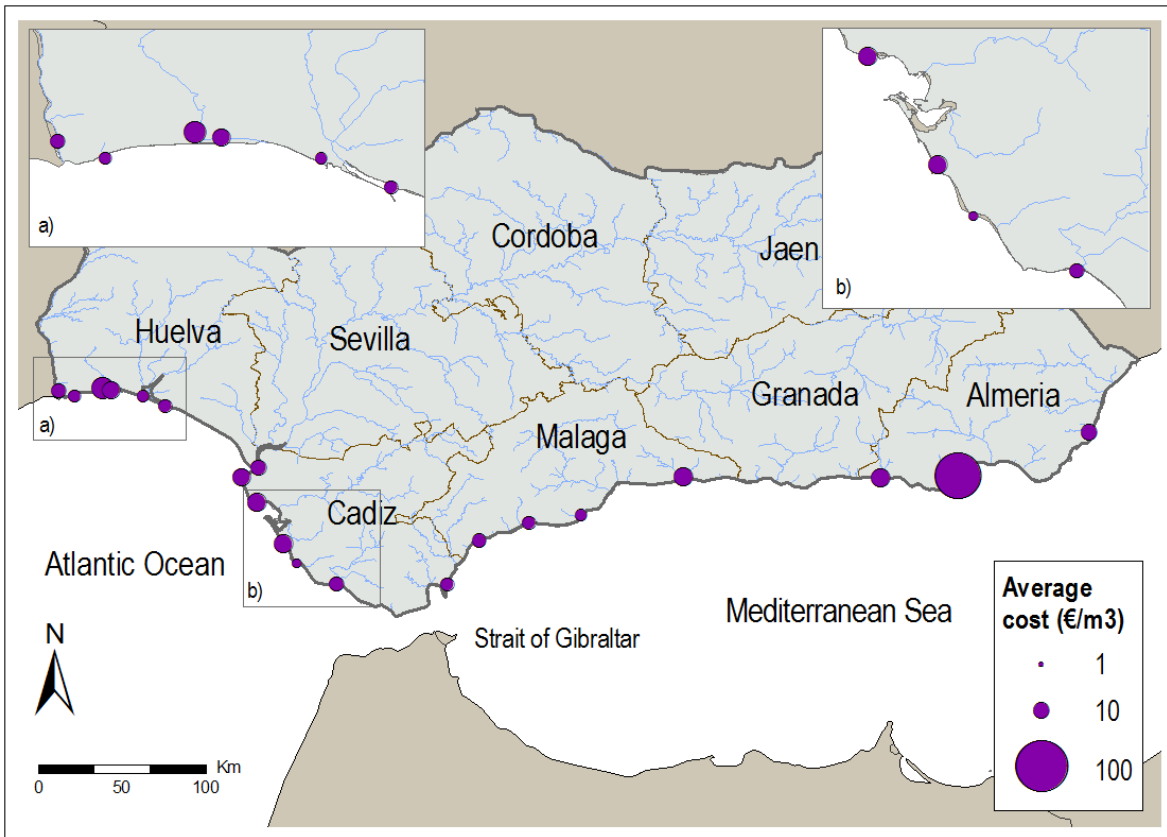 a)
b)
Cordoba
Jaen
Huelva
Sevilla
Granada
Almeria
a)
Malaga
Cadiz
Atlantic Ocean
b)
Mediterranean Sea
Strait of Gibraltar
N
Km
0 50 100
Average
cost (€/m3)
1
10
100